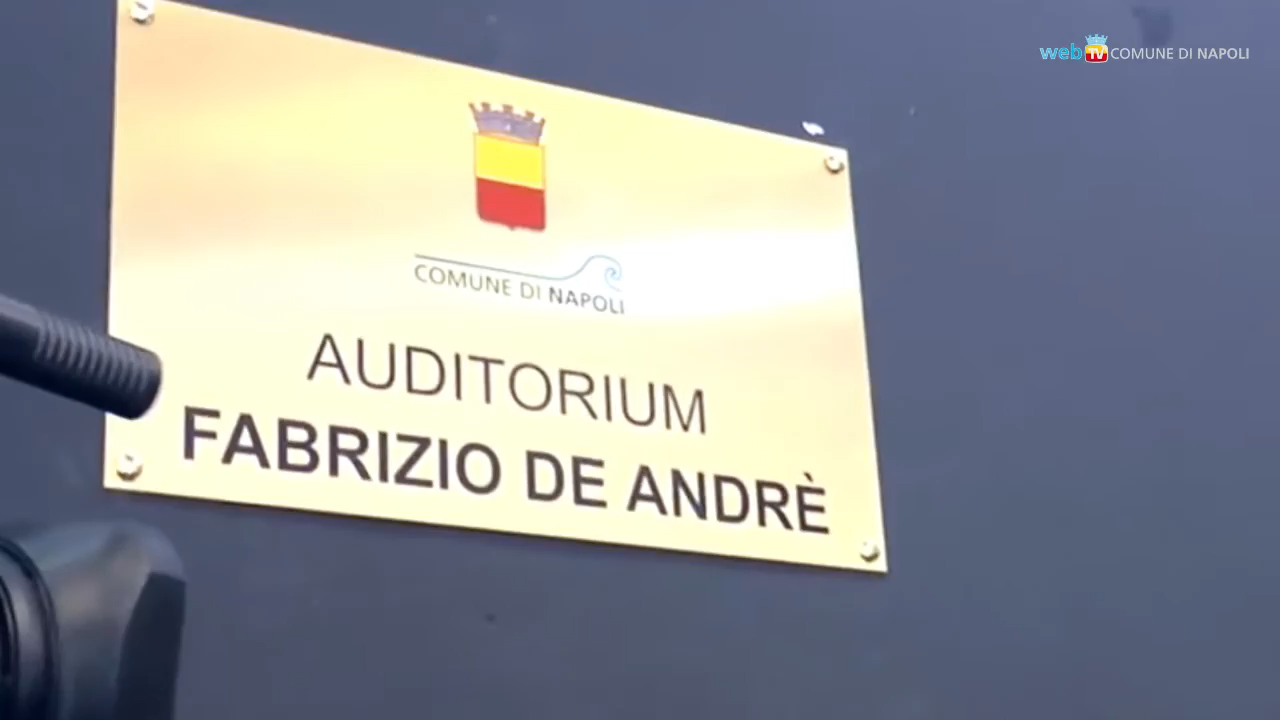 web TV COMUNE DI NAPOLI
COMUNE DI NAPOLI
AUDITORIUM
FABRIZIO DE ANDRÈ